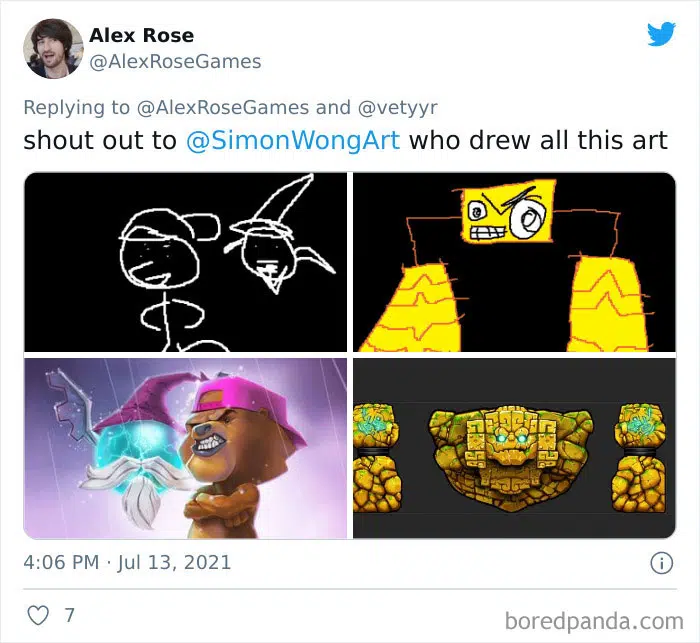 Alex Rose
@AlexRoseGames
Replying to @AlexRoseGames and @vetyyr
shout out to @SimonWongArt who drew all this art
4:06 PM · Jul 13, 2021
7
boredpanda.com